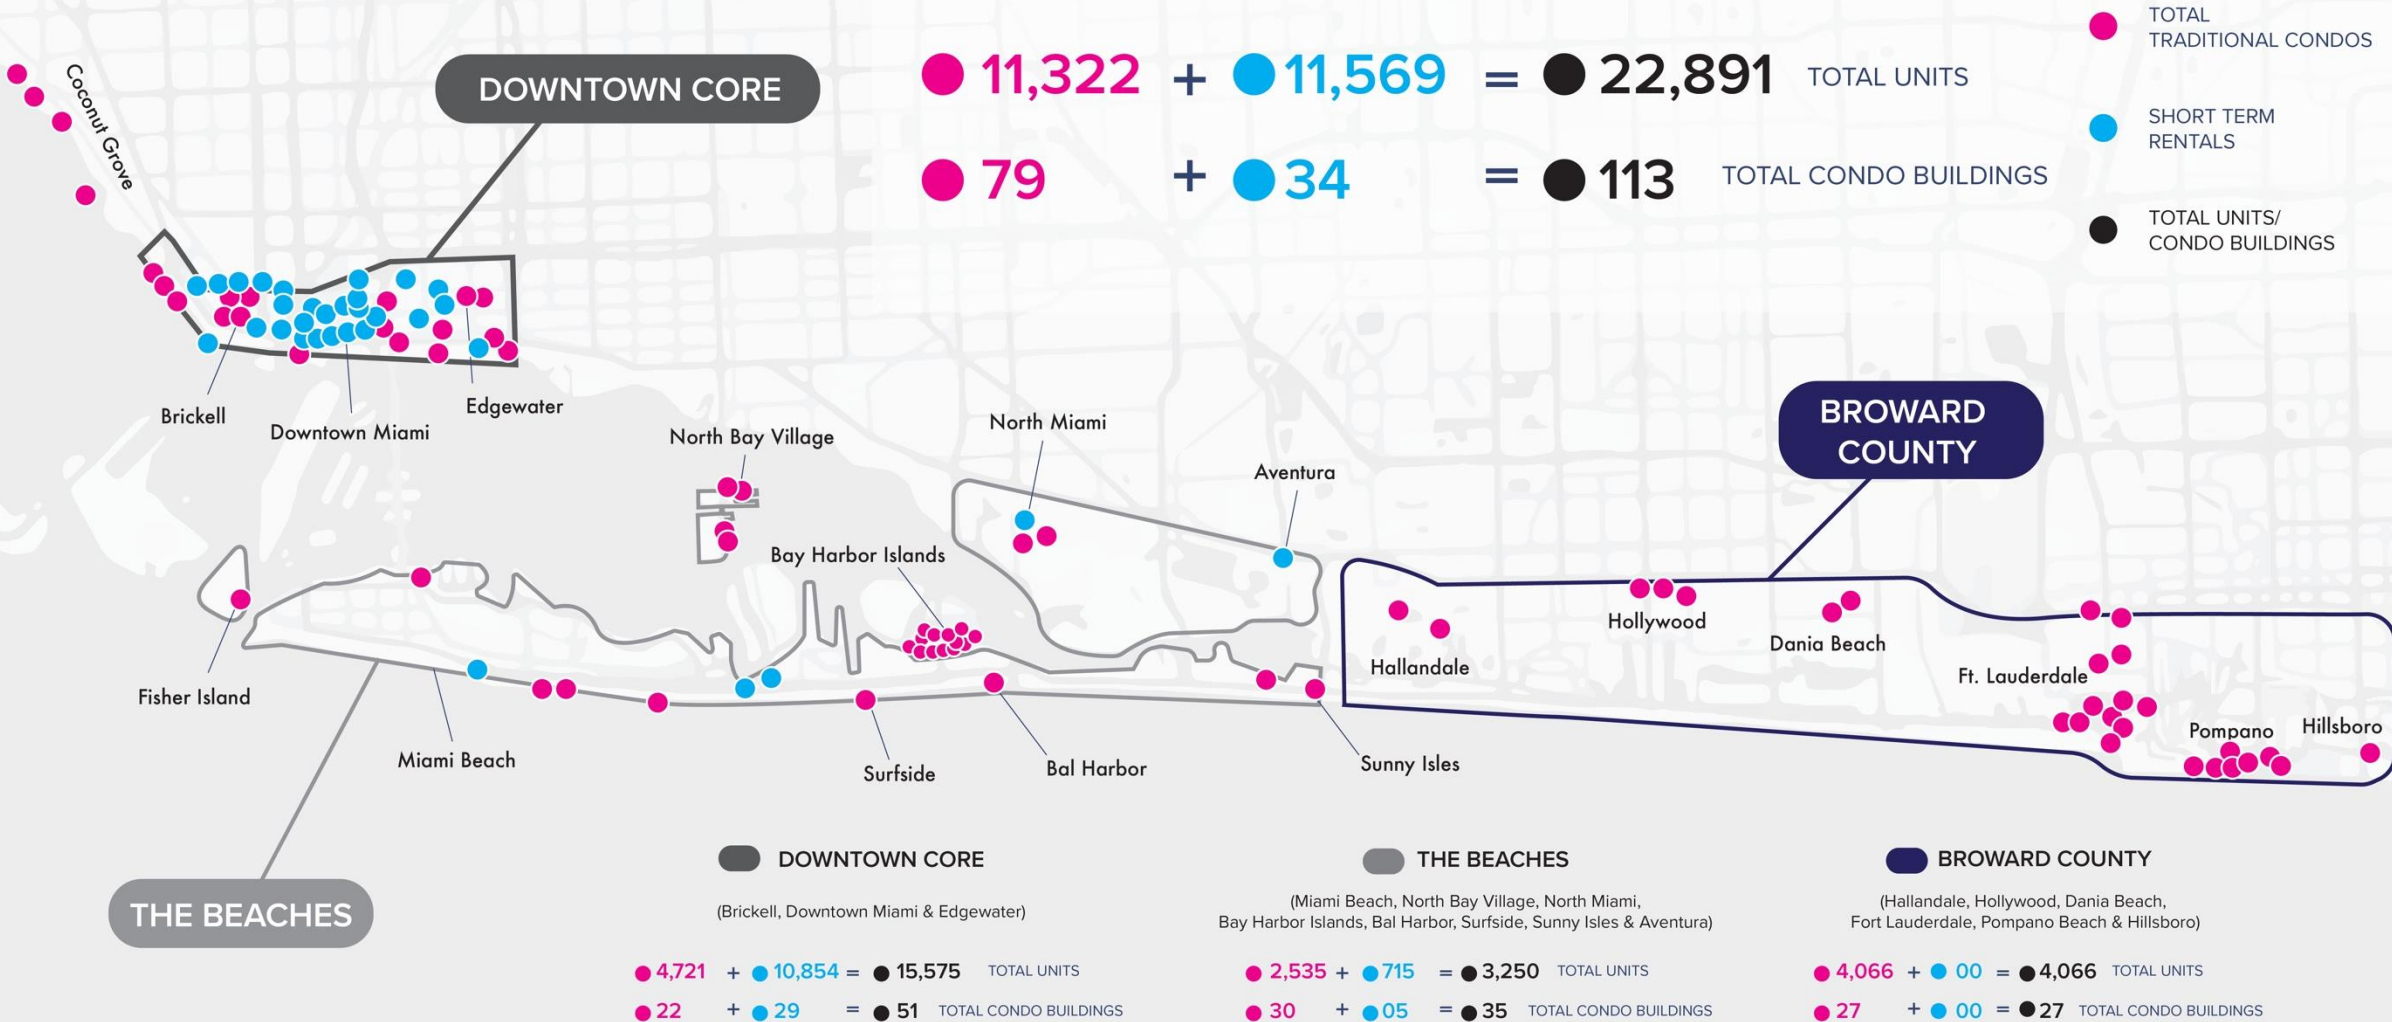 TOTAL
TRADITIONAL CONDOS
SHORT TERM
RENTALS
TOTAL UNITS/
CONDO BUILDINGS
11,322 + 11,569 = 22,891 TOTAL UNITS
79 + 34 = 113 TOTAL CONDO BUILDINGS
DOWNTOWN CORE
Coconut Grove
Brickell
Downtown Miami
Edgewater
North Bay Village
North Miami
Aventura
Bay Harbor Islands
BROWARD
COUNTY
Hollywood
Dania Beach
Hallandale
Ft. Lauderdale
Pompano
Hillsboro
Fisher Island
Miami Beach
Surfside
Bal Harbor
Sunny Isles
THE BEACHES
DOWNTOWN CORE
(Brickell, Downtown Miami & Edgewater)
4,721 + 10,854 = 15,575 TOTAL UNITS
22 + 29 = 51 TOTAL CONDO BUILDINGS
THE BEACHES
(Miami Beach, North Bay Village, North Miami,
Bay Harbor Islands, Bal Harbor, Surfside, Sunny Isles & Aventura)
2,535 + 715 = 3,250 TOTAL UNITS
30 + 05 = 35 TOTAL CONDO BUILDINGS
BROWARD COUNTY
(Hallandale, Hollywood, Dania Beach,
Fort Lauderdale, Pompano Beach & Hillsboro)
4,066 + 00 = 4,066 TOTAL UNITS
27 + 00 = 27 TOTAL CONDO BUILDINGS